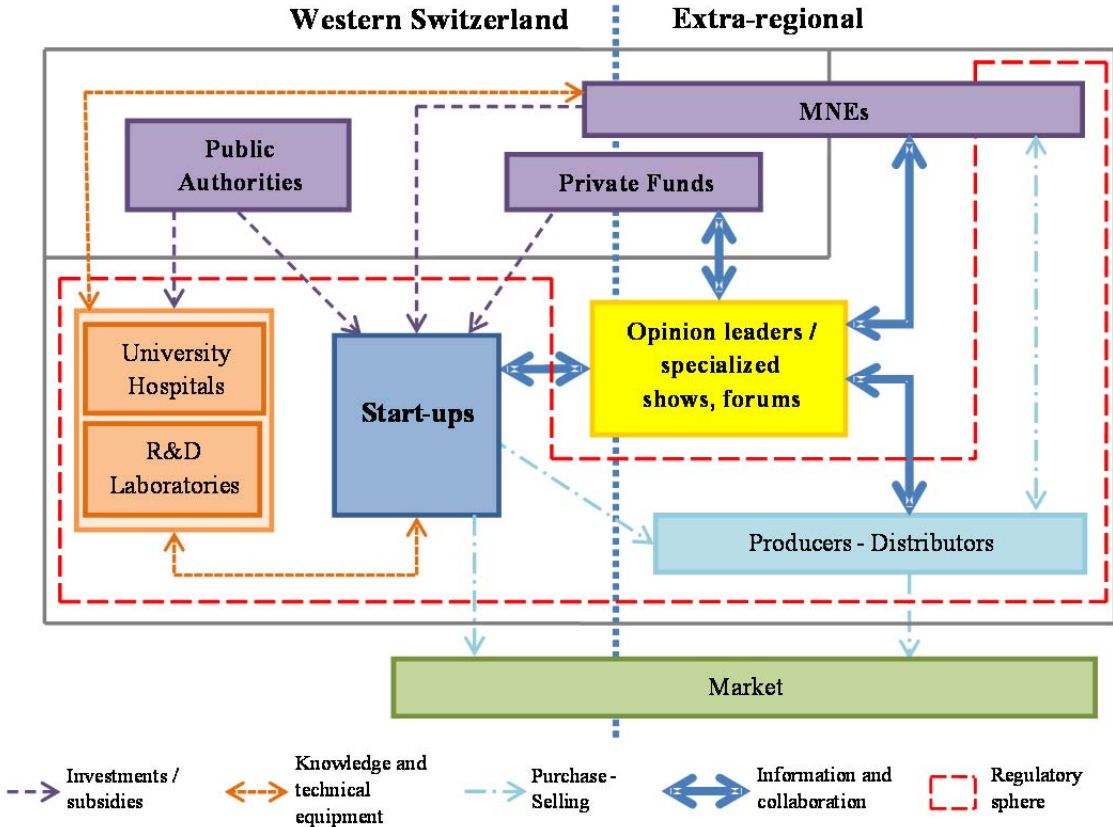 Western Switzerland
Extra-regional
MNEs
Public
Authorities
Private Funds
Opinion leaders /
specialized
shows, forums
University
Hospitals
Start-ups
R&D
Laboratories
Producers - Distributors
Market
Investments /
subsidies
Knowledge and
technical
equipment
Purchase -
Selling
Information and
collaboration
Regulatory
sphere